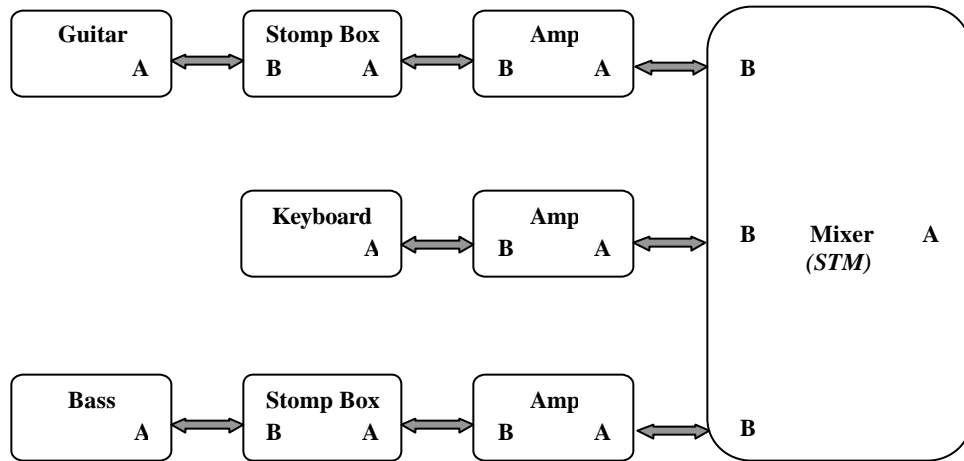 Guitar
A
Stomp Box
B A
Amp
B A
B
Keyboard
A
Amp
B A
B
Mixer
(STM)
A
Bass
A
Stomp Box
B A
Amp
B A
B